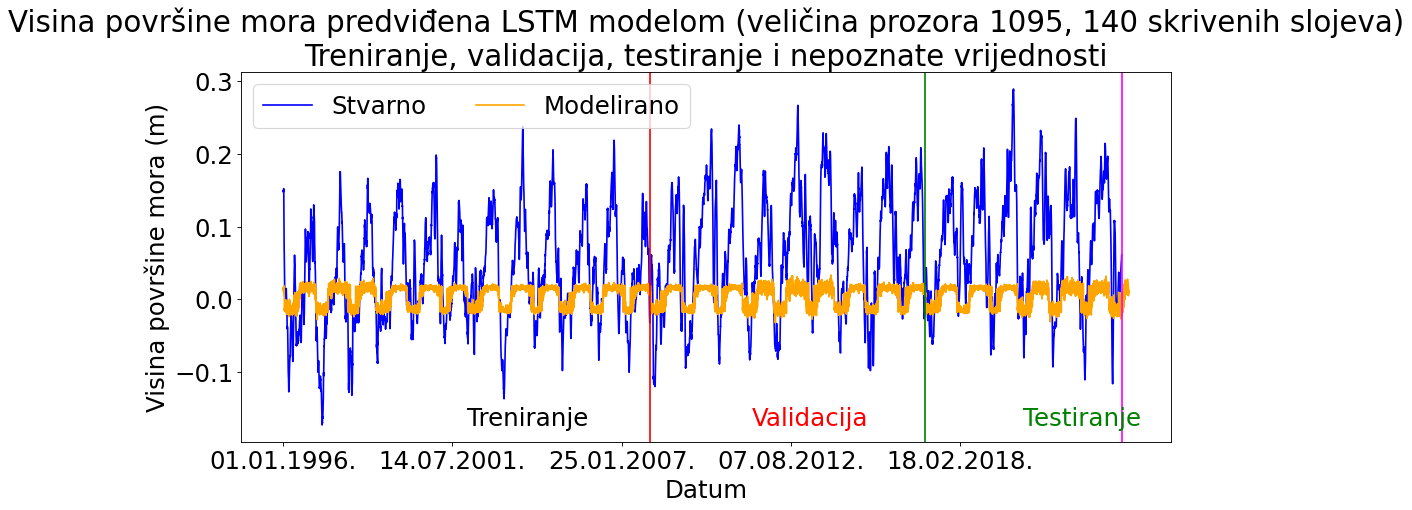 Visina površine mora predviđena LSTM modelom (veličina prozora 1095, 140 skrivenih slojeva)
Treniranje, validacija, testiranje i nepoznate vrijednosti
Stvarno
Modelirano
Visina površine mora (m)
0.3
0.2
0.1
0.0
−0.1
Treniranje
Validacija
Testiranje
01.01.1996.
14.07.2001.
25.01.2007.
07.08.2012.
18.02.2018.
Datum